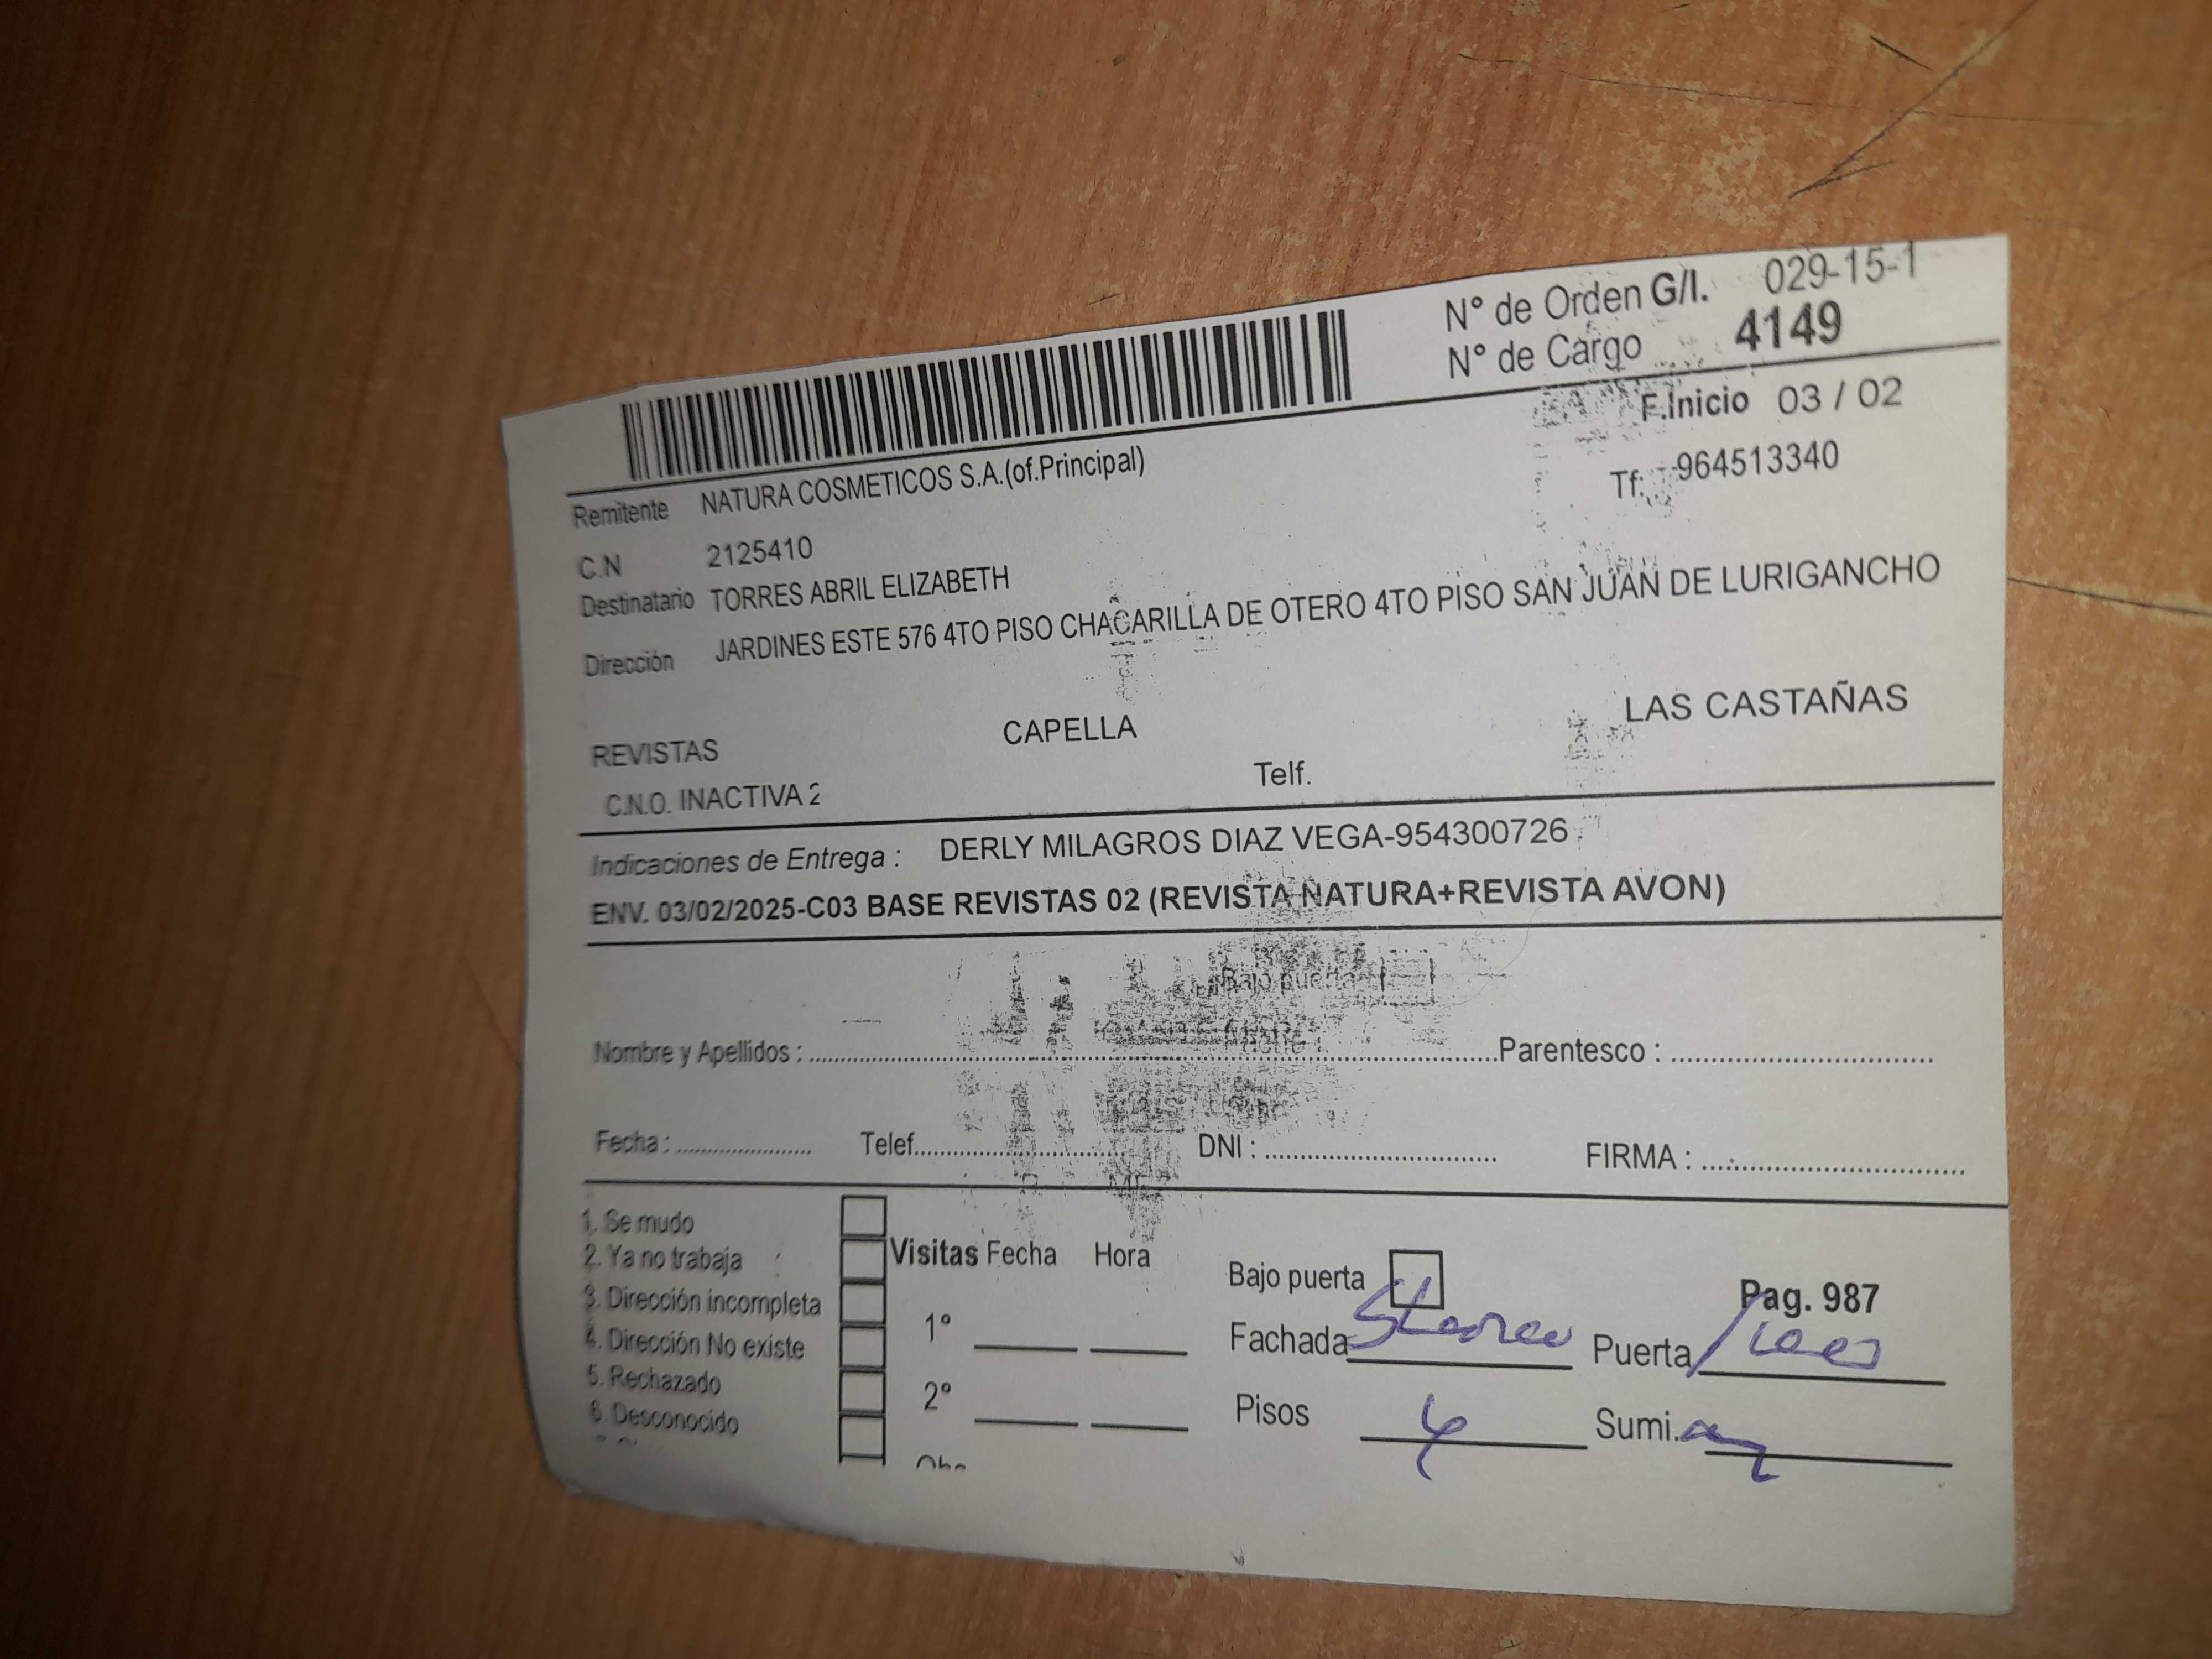 N° de Orden G/I. 029-15-1
N° de Cargo 4149
F.Inicio 03 / 02
Remitente NATURA COSMETICOS S.A.(of.Principal)
Tf: 964513340
C.N 2125410
Destinatario TORRES ABRIL ELIZABETH
Dirección JARDINES ESTE 576 4TO PISO CHACARILLA DE OTERO 4TO PISO SAN JUAN DE LURIGANCHO
REVISTAS CAPELLA LAS CASTAÑAS
C.N.O. INACTIVA 2 Telf.
Indicaciones de Entrega : DERLY MILAGROS DIAZ VEGA-954300726
ENV. 03/02/2025-C03 BASE REVISTAS 02 (REVISTA NATURA+REVISTA AVON)
Bajo puerta
Nombre y Apellidos : Parentesco :
Fecha : Telef. DNI : FIRMA :
1. Se mudo
2. Ya no trabaja
3. Dirección incompleta
4. Dirección No existe
5. Rechazado
6. Desconocido
Visitas Fecha Hora
1°
2°
Bajo puerta
Pag. 987
Fachada Puerta
Pisos 4 Sumi.